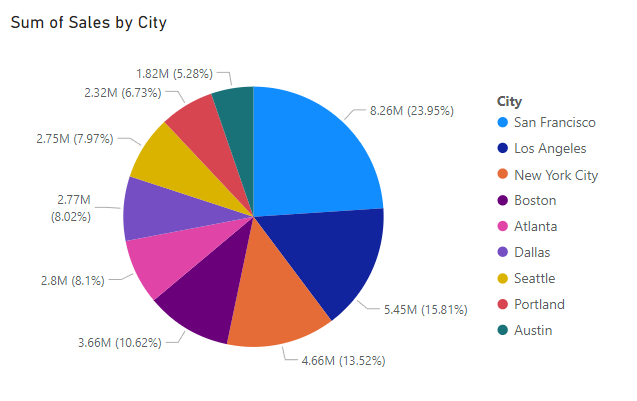 Sum of Sales by City
1.82M (5.28%)
2.32M (6.73%)
2.75M (7.97%)
2.77M
(8.02%)
2.8M (8.1%)
3.66M (10.62%)
8.26M (23.95%)
5.45M (15.81%)
4.66M (13.52%)
City
San Francisco
Los Angeles
New York City
Boston
Atlanta
Dallas
Seattle
Portland
Austin